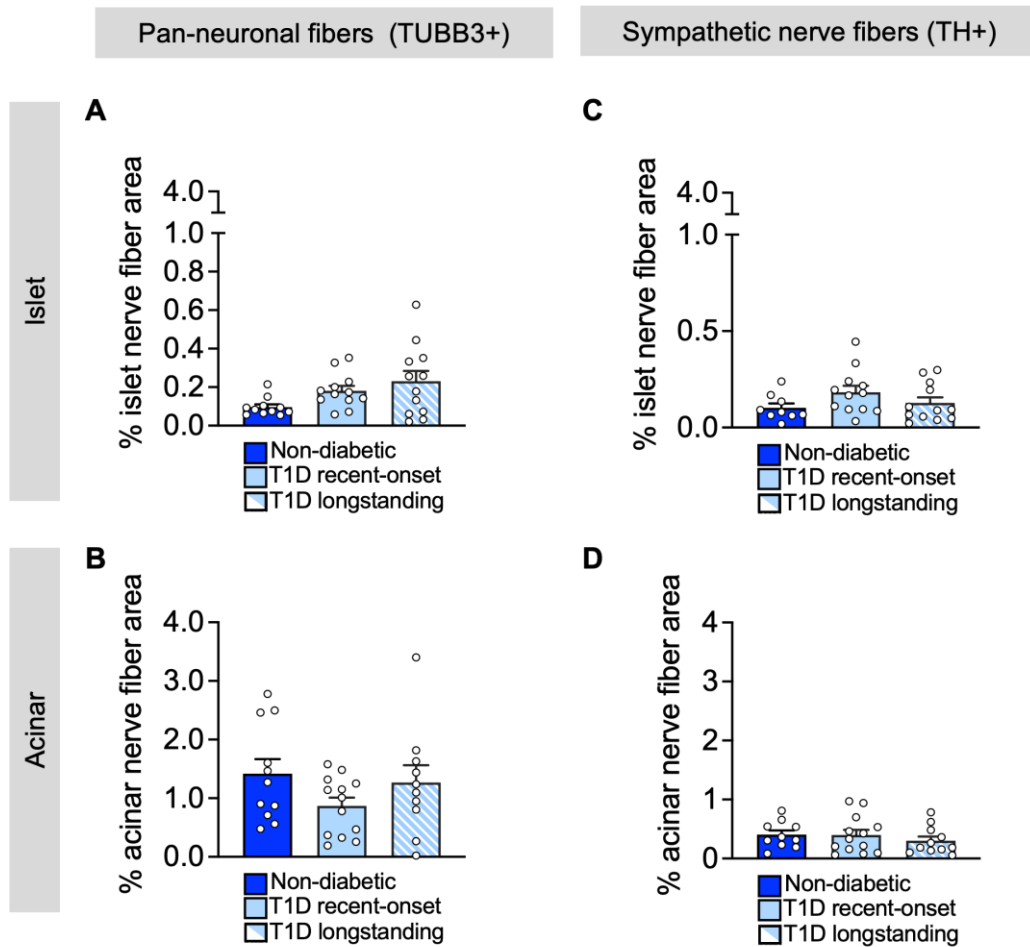 Pan-neuronal fibers (TUBB3+)
Sympathetic nerve fibers (TH+)
Islet
A
% islet nerve fiber area
4.0
1.0
0.8
0.6
0.4
0.2
0.0
Non-diabetic
T1D recent-onset
T1D longstanding
C
% islet nerve fiber area
4.0
1.0
0.5
0.0
Non-diabetic
T1D recent-onset
T1D longstanding
Acinar
B
% acinar nerve fiber area
4.0
3.0
2.0
1.0
0.0
Non-diabetic
T1D recent-onset
T1D longstanding
D
% acinar nerve fiber area
4
3
2
1
0
Non-diabetic
T1D recent-onset
T1D longstanding